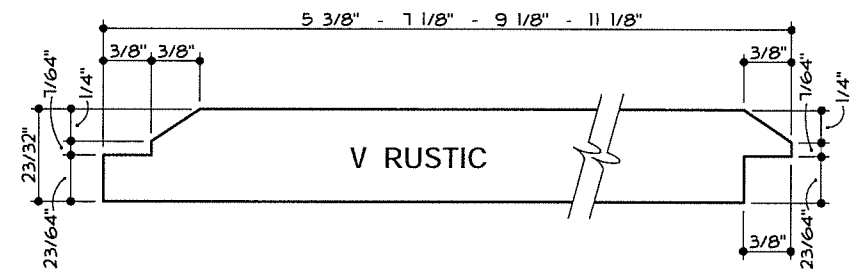 5 3/8" - 7 1/8" - 9 1/8" - 11 1/8"
3/8" 3/8" 3/8"
7/64" 1/4" 7/64" 1/4"
23/32" V RUSTIC
23/64" 3/8" 23/64"